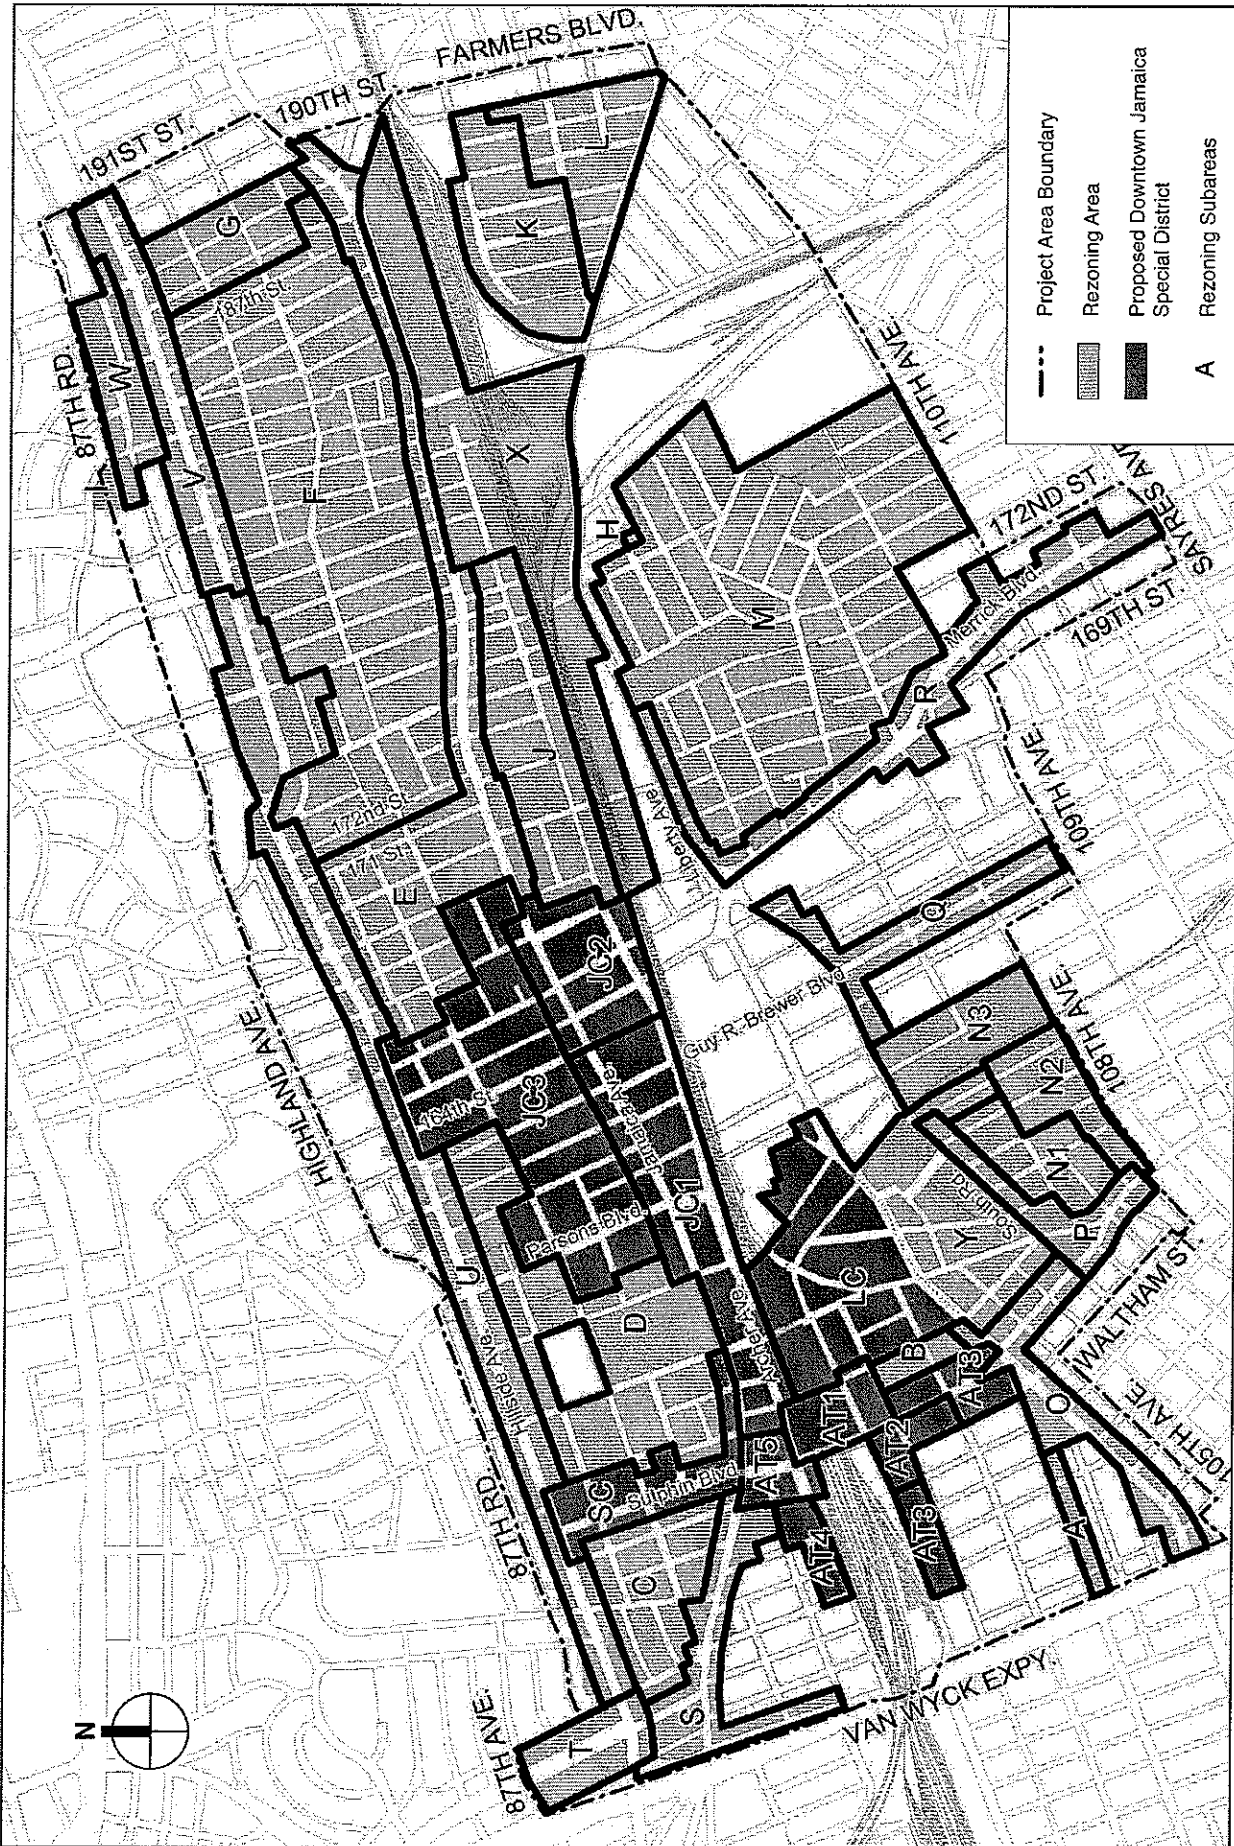 N
87TH AVE.
87TH RD.
HIGHLAND AVE.
87TH RD.
191ST ST.
190TH ST
FARMERS BLVD.
T
S
C
SC
Hillside Ave.
U
D
Sutphin Blvd.
Parsons Blvd.
JC3
164th St
JC1
Jamaica Ave.
JC2
E
171 St.
172nd St
I
W
V
F
G
187th St.
J
X
K
L
H
M
Liberty Ave
Archer Ave.
AT5
AT4
AT1
AT2
AT3
AT3
B
LC
Y
South Rd
A
O
P
N1
N2
N3
Guy R. Brewer Blvd
Q
R
Merrick Blvd
VAN WYCK EXPY.
105TH AVE.
WALTHAM ST.
108TH AVE.
109TH AVE.
169TH ST.
SAYRES AVE
172ND ST.
110TH AVE.
Project Area Boundary
Rezoning Area
Proposed Downtown Jamaica
Special District
A
Rezoning Subareas